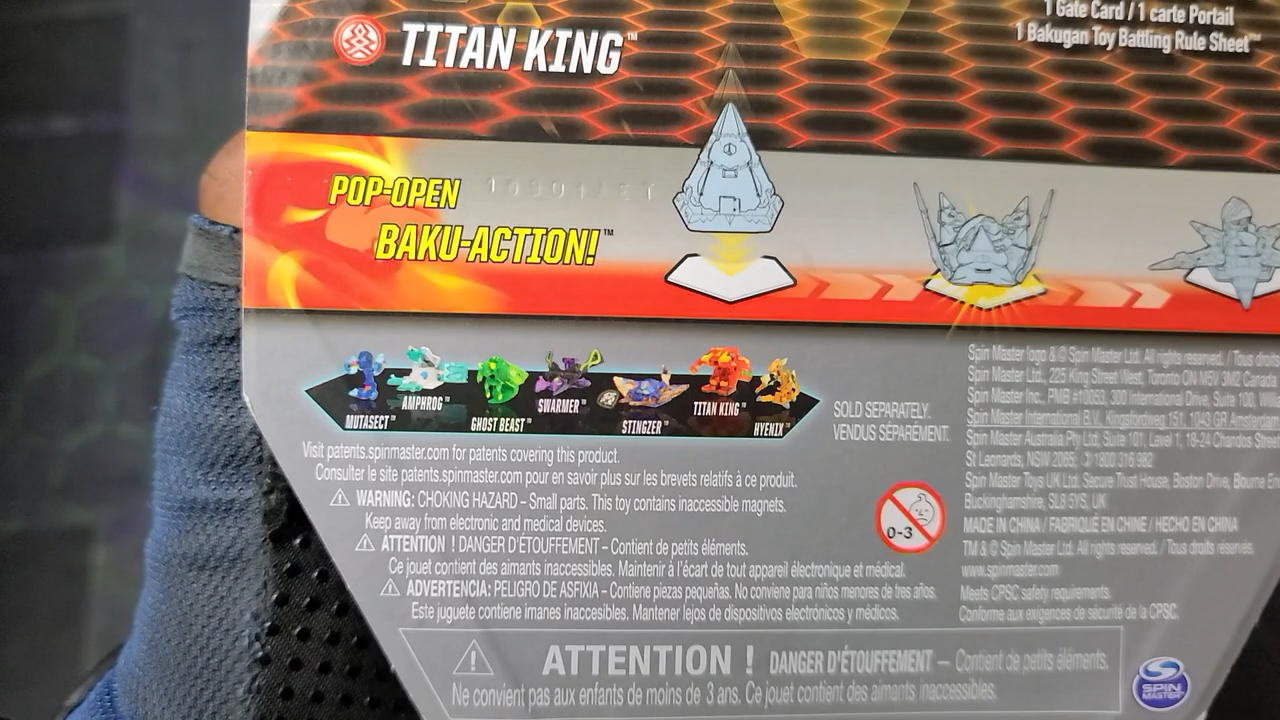 1 Gate Card / 1 carte Portail
1 Bakugan Toy Battling Rule Sheet™
TITAN KING™
POP-OPEN
BAKU-ACTION!™
MUTASECT™
AMPHROG™
GHOST BEAST™
SWARMER™
STINGZER™
TITAN KING™
HYENIX™
SOLD SEPARATELY.
VENDUS SÉPARÉMENT.
Visit patents.spinmaster.com for patents covering this product.
Consulter le site patents.spinmaster.com pour en savoir plus sur les brevets relatifs à ce produit.
WARNING: CHOKING HAZARD – Small parts. This toy contains inaccessible magnets.
Keep away from electronic and medical devices.
ATTENTION ! DANGER D'ÉTOUFFEMENT – Contient de petits éléments.
Ce jouet contient des aimants inaccessibles. Maintenir à l'écart de tout appareil électronique et médical.
ADVERTENCIA: PELIGRO DE ASFIXIA – Contiene piezas pequeñas. No conviene para niños menores de tres años.
Este juguete contiene imanes inaccesibles. Mantener lejos de dispositivos electrónicos y médicos.
0-3
Spin Master logo & © Spin Master Ltd. All rights reserved. / Tous droits
Spin Master Ltd., 225 King Street West, Toronto ON M5V 3M2 Canada
Spin Master Inc., PMB #10053, 300 International Drive, Suite 100,
Spin Master International B.V., Kingsfordweg 151, 1043 GR Amsterdam
Spin Master Australia Pty Ltd, Suite 101, Level 1, 18-24 Chandos Street
St Leonards, NSW 2065, 1800 316 982
Spin Master Toys UK Ltd, Secure Trust House, Boston Drive, Bourne En
Buckinghamshire, SL8 5YS, UK
MADE IN CHINA / FABRIQUÉ EN CHINE / HECHO EN CHINA
TM & © Spin Master Ltd. All rights reserved. / Tous droits réservés.
www.spinmaster.com
Meets CPSC safety requirements.
Conforme aux exigences de sécurité de la CPSC.
ATTENTION ! DANGER D'ÉTOUFFEMENT – Contient de petits éléments.
Ne convient pas aux enfants de moins de 3 ans. Ce jouet contient des aimants inaccessibles.
SPIN
MASTER